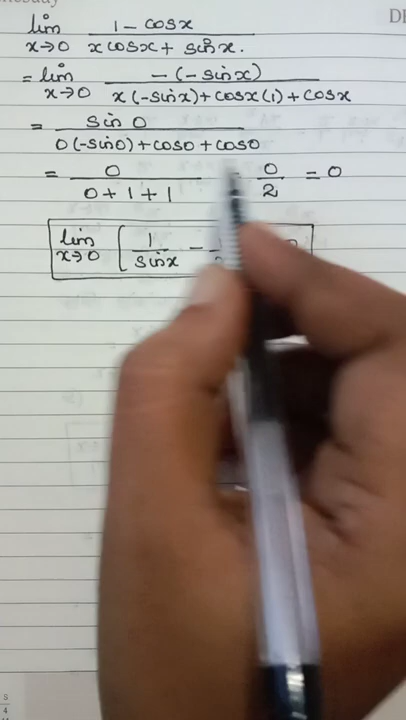 lim x→0 (1 - cosx)/(x cosx + sinx).
= lim x→0 (-(-sinx))/(x(-sinx) + cosx(1) + cosx)
= (sin0)/(0(-sin0) + cos0 + cos0)
= 0/(0+1+1) 0/2 = 0
lim x→0 [1/sinx -